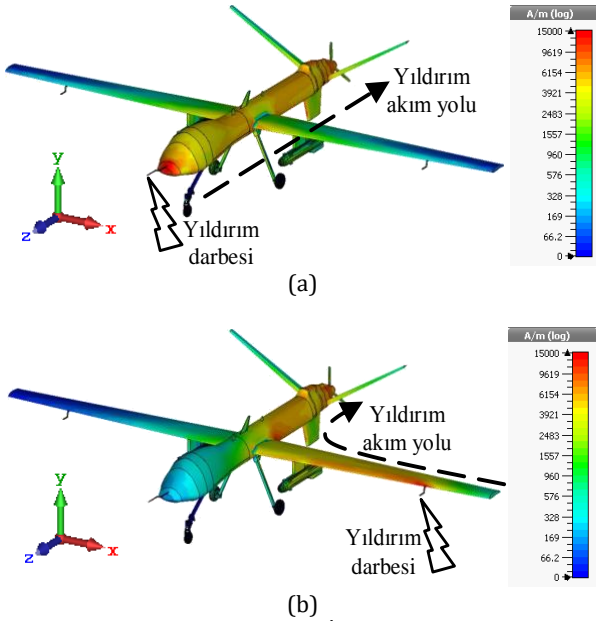 A/m (log)
15000
9619
6154
3921
2483
1557
960
576
328
169
66.2
0
Yıldırım
akım yolu
y
x
z
Yıldırım
darbesi
(a)
A/m (log)
15000
9619
6154
3921
2483
1557
960
576
328
169
66.2
0
Yıldırım
akım yolu
y
x
z
Yıldırım
darbesi
(b)